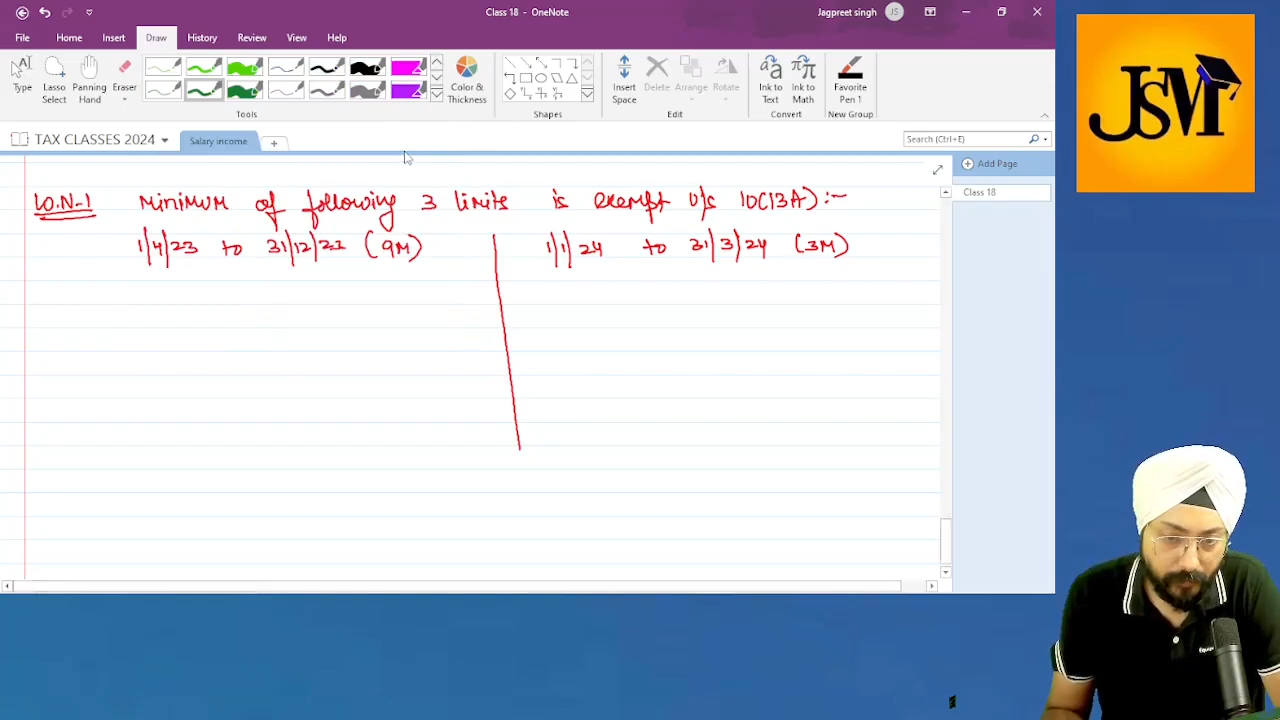 Class 18 - OneNote
Jagpreet singh JS
File Home Insert Draw History Review View Help
Type
Lasso Select
Panning Hand
Eraser
Color & Thickness
Insert Space
Delete
Arrange
Rotate
Ink to Text
Ink to Math
Favorite Pen 1
Tools Shapes Edit Convert New Group
TAX CLASSES 2024 Salary income
Search (Ctrl+E)
Add Page
Class 18
W.N-1 Minimum of following 3 limits is exempt u/s 10(13A):-
1/4/23 to 31/12/23 (9M)
1/1/24 to 31/3/24 (3M)
JSM